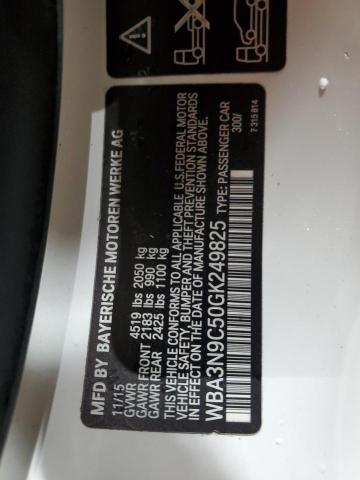 MFD BY BAYERISCHE MOTOREN WERKE AG
11/15
GVWR 4519 lbs 2050 kg
GAWR FRONT 2183 lbs 990 kg
GAWR REAR 2425 lbs 1100 kg
THIS VEHICLE CONFORMS TO ALL APPLICABLE U.S. FEDERAL MOTOR
VEHICLE SAFETY, BUMPER AND THEFT PREVENTION STANDARDS
IN EFFECT ON THE DATE OF MANUFACTURE SHOWN ABOVE.
WBA3N9C50GK249825 TYPE: PASSENGER CAR
300/
7 315 814